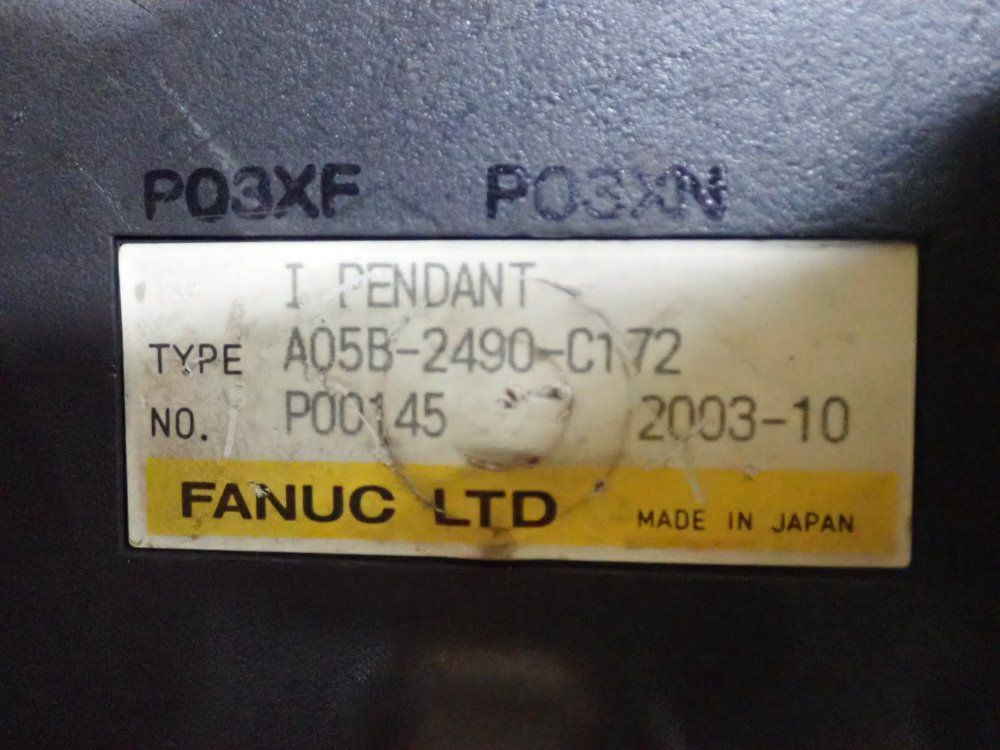 P03XF P03XN
I PENDANT
TYPE A05B-2490-C172
NO. P00145 2003-10
FANUC LTD MADE IN JAPAN